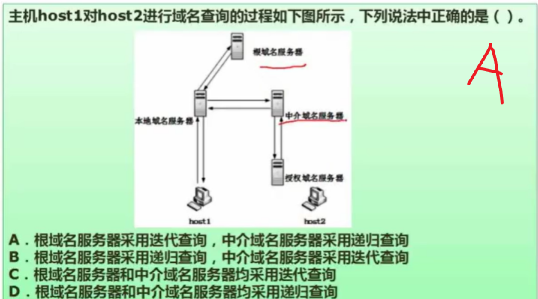 主机host1对host2进行域名查询的过程如下图所示，下列说法中正确的是（ ）。
根域名服务器
A
本地域名服务器
中介域名服务器
授权域名服务器
host1
host2
A．根域名服务器采用迭代查询，中介域名服务器采用递归查询
B．根域名服务器采用递归查询，中介域名服务器采用迭代查询
C．根域名服务器和中介域名服务器均采用迭代查询
D．根域名服务器和中介域名服务器均采用递归查询